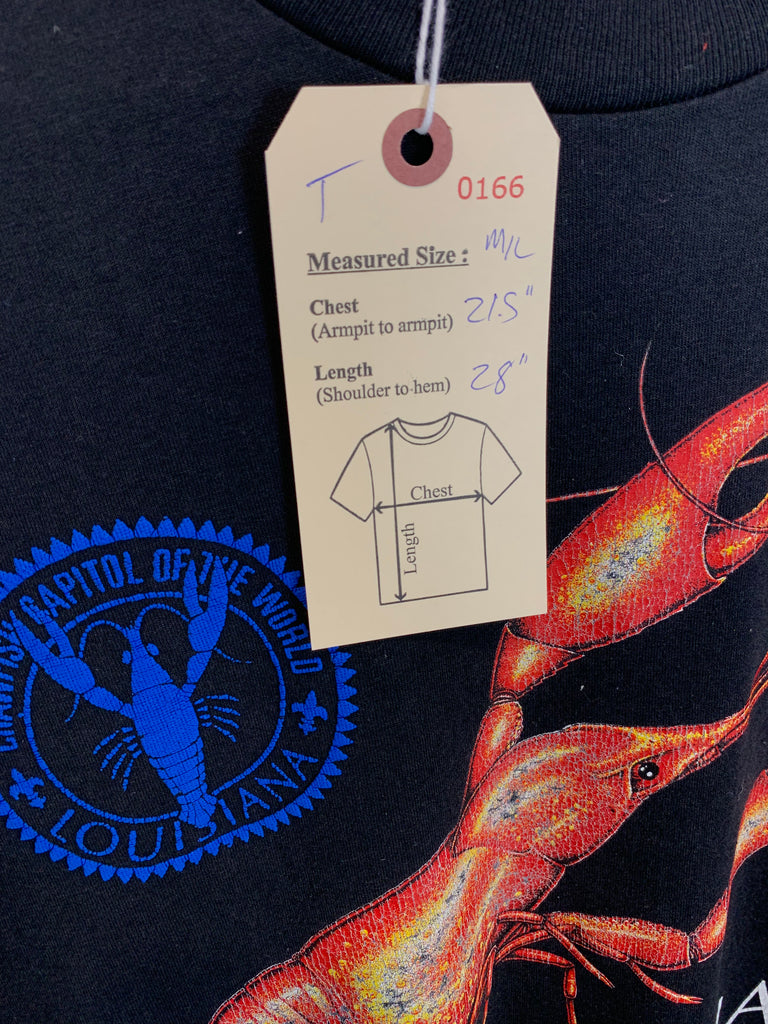 T
0166
Measured Size : M/L
Chest 21.5"
(Armpit to armpit)
Length 28"
(Shoulder to hem)
Chest
Length
CAPITOL OF THE WORLD
LOUISIANA